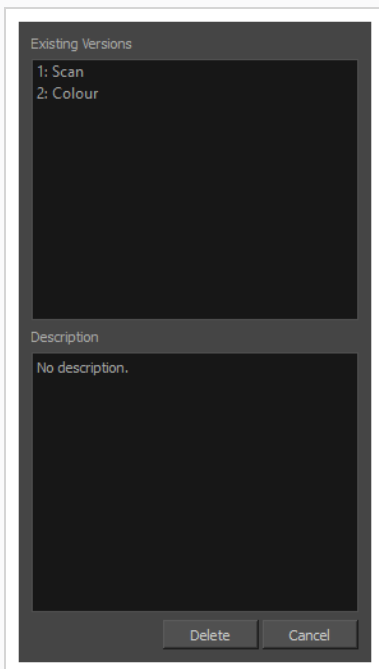 Existing Versions
1: Scan
2: Colour
Description
No description.
Delete
Cancel